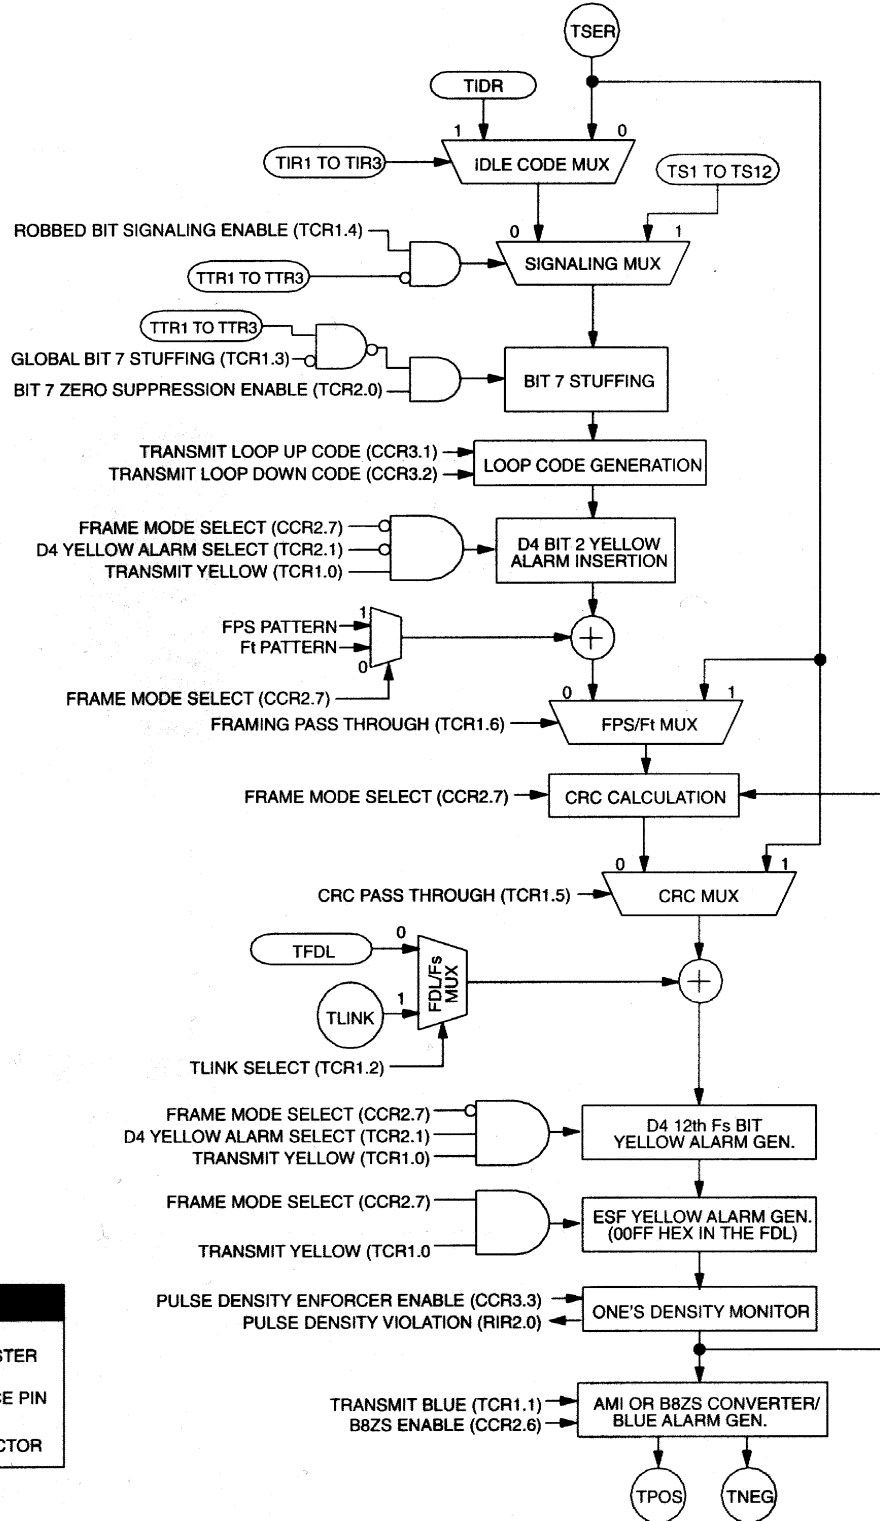 TSER
TIDR
1
0
TIR1 TO TIR3
IDLE CODE MUX
TS1 TO TS12
ROBBED BIT SIGNALING ENABLE (TCR1.4)
0
1
TTR1 TO TTR3
SIGNALING MUX
TTR1 TO TTR3
GLOBAL BIT 7 STUFFING (TCR1.3)
BIT 7 ZERO SUPPRESSION ENABLE (TCR2.0)
BIT 7 STUFFING
TRANSMIT LOOP UP CODE (CCR3.1)
TRANSMIT LOOP DOWN CODE (CCR3.2)
LOOP CODE GENERATION
FRAME MODE SELECT (CCR2.7)
D4 YELLOW ALARM SELECT (TCR2.1)
TRANSMIT YELLOW (TCR1.0)
D4 BIT 2 YELLOW
ALARM INSERTION
1
FPS PATTERN
Ft PATTERN
0
+
FRAME MODE SELECT (CCR2.7)
0
1
FRAMING PASS THROUGH (TCR1.6)
FPS/Ft MUX
FRAME MODE SELECT (CCR2.7)
CRC CALCULATION
0
1
CRC PASS THROUGH (TCR1.5)
CRC MUX
0
TFDL
FDL/Fs
MUX
+
1
TLINK
TLINK SELECT (TCR1.2)
FRAME MODE SELECT (CCR2.7)
D4 YELLOW ALARM SELECT (TCR2.1)
TRANSMIT YELLOW (TCR1.0)
D4 12th Fs BIT
YELLOW ALARM GEN.
FRAME MODE SELECT (CCR2.7)
TRANSMIT YELLOW (TCR1.0
ESF YELLOW ALARM GEN.
(00FF HEX IN THE FDL)
PULSE DENSITY ENFORCER ENABLE (CCR3.3)
PULSE DENSITY VIOLATION (RIR2.0)
ONE'S DENSITY MONITOR
STER
CE PIN
CTOR
TRANSMIT BLUE (TCR1.1)
B8ZS ENABLE (CCR2.6)
AMI OR B8ZS CONVERTER/
BLUE ALARM GEN.
TPOS
TNEG